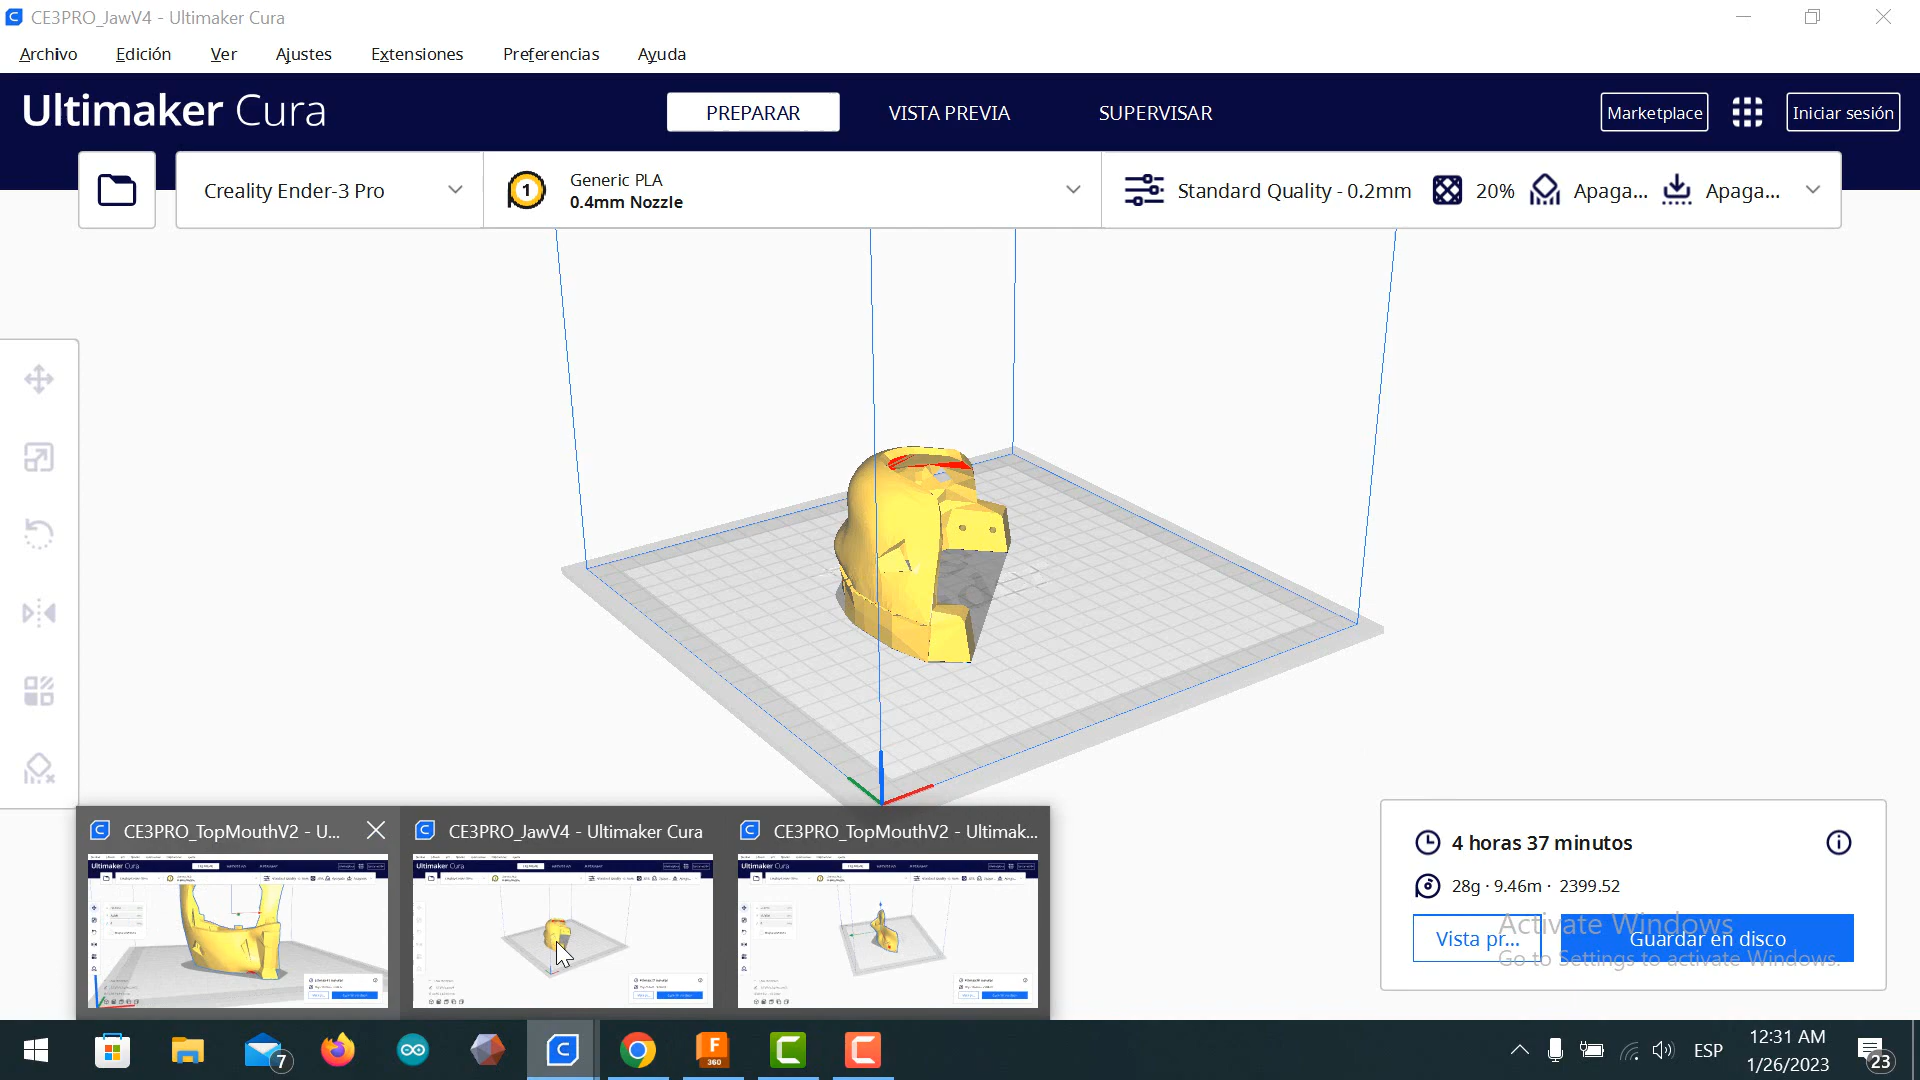 CE3PRO_JawV4 - Ultimaker Cura
Archivo Edición Ver Ajustes Extensiones Preferencias Ayuda
Ultimaker Cura
PREPARAR VISTA PREVIA SUPERVISAR
Marketplace Iniciar sesión
Creality Ender-3 Pro
1
Generic PLA
0.4mm Nozzle
Standard Quality - 0.2mm 20% Apaga... Apaga...
CE3PRO_TopMouthV2 - U...
CE3PRO_JawV4 - Ultimaker Cura
CE3PRO_TopMouthV2 - Ultimak...
4 horas 37 minutos
28g · 9.46m · 2399.52
Vista pr... Guardar en disco
Activate Windows
Go to Settings to activate Windows.
7
F
360
ESP
12:31 AM
1/26/2023
23